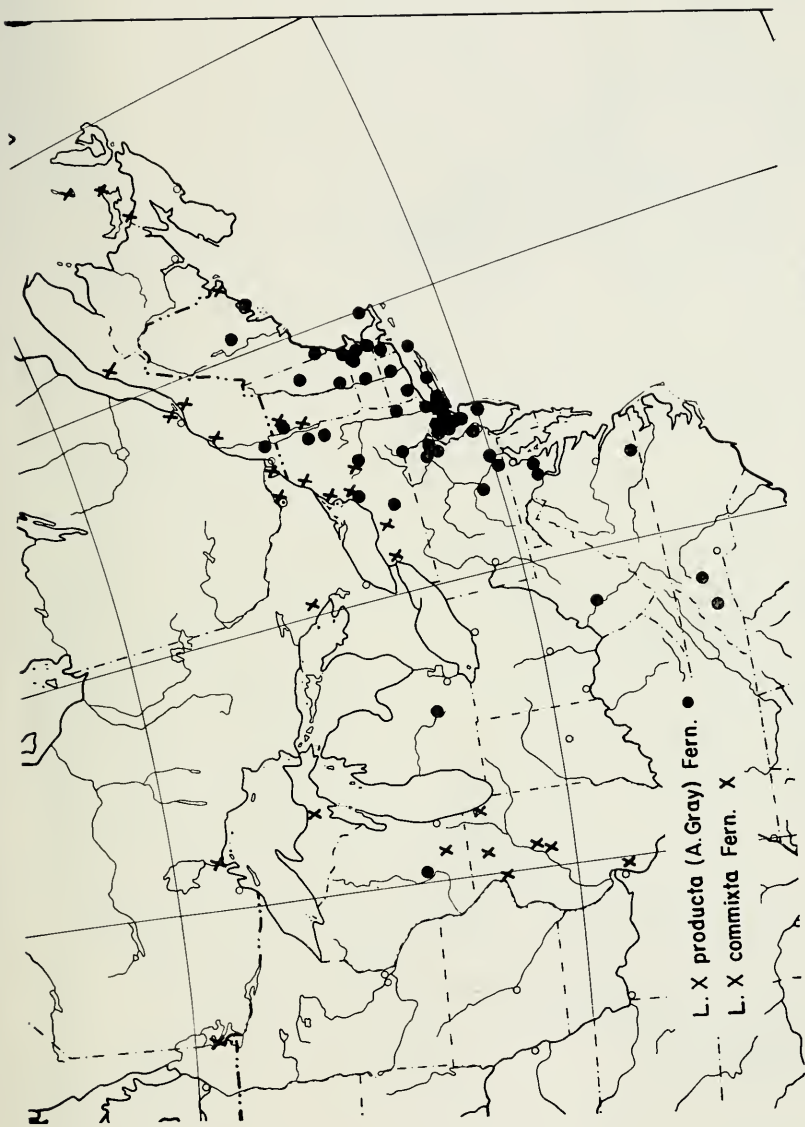 L. X producta (A. Gray) Fern. ●
L. X commixta Fern. X